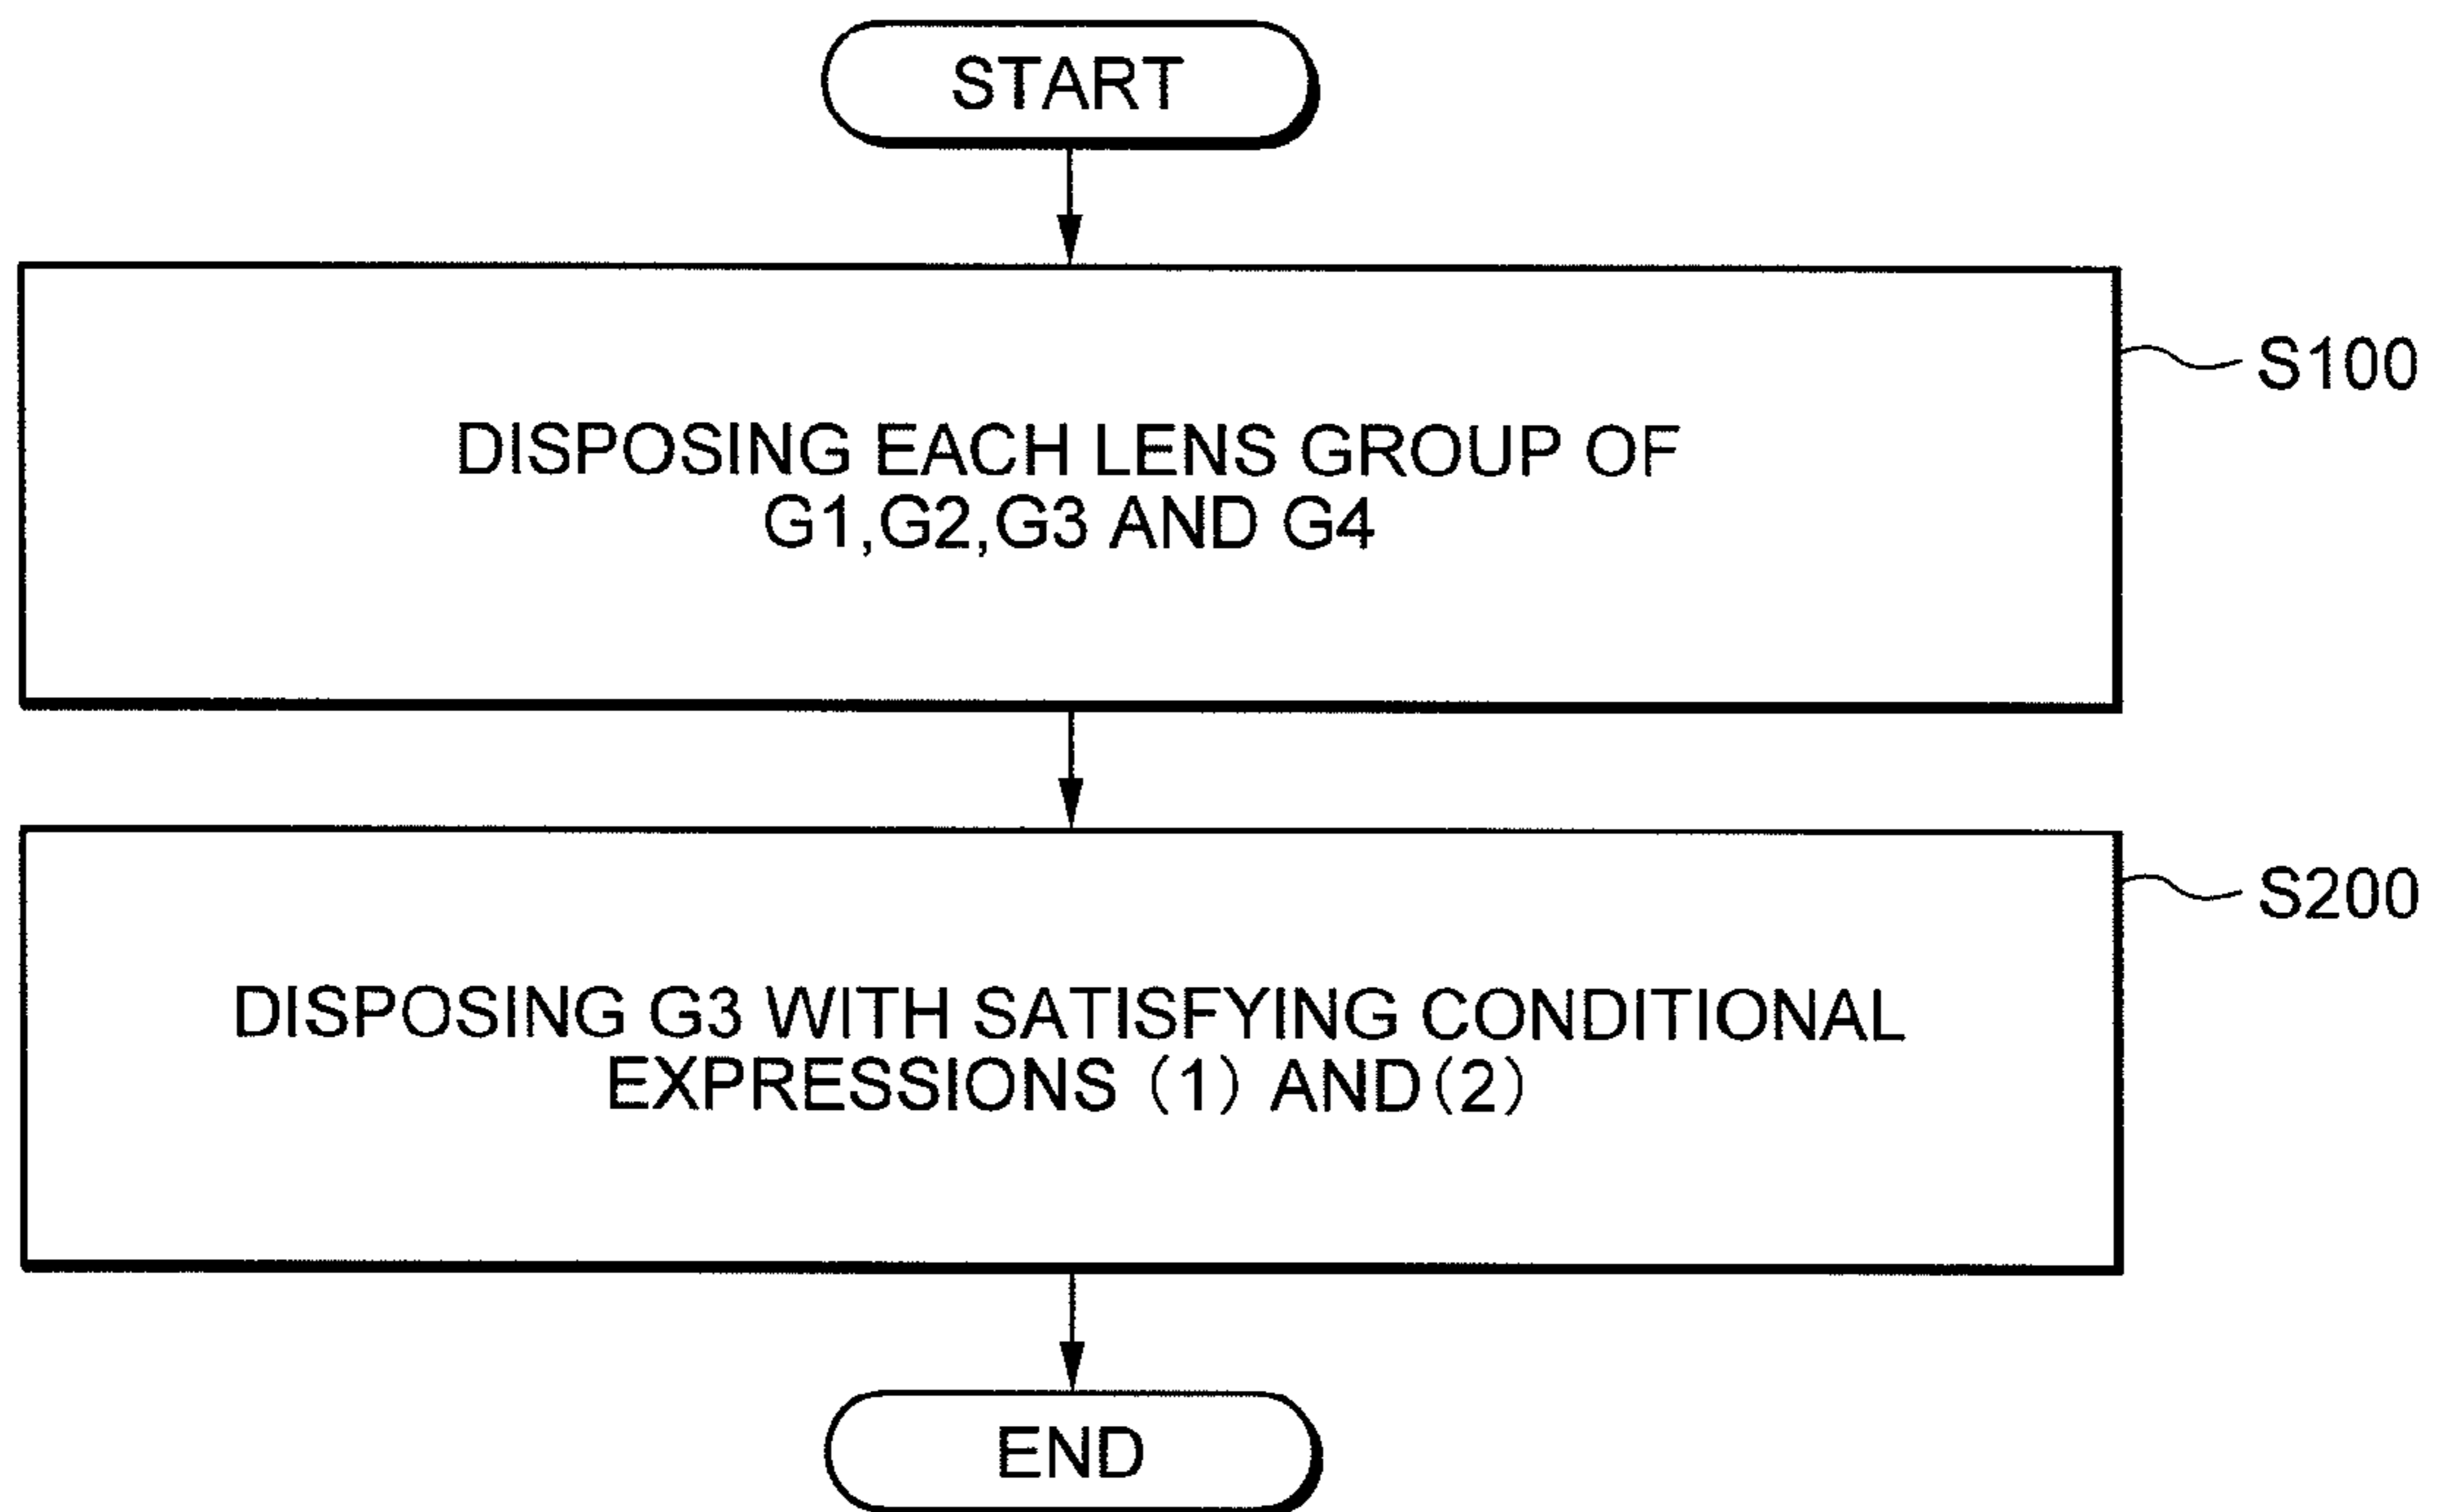 START
S100
DISPOSING EACH LENS GROUP OF
G1,G2,G3 AND G4
S200
DISPOSING G3 WITH SATISFYING CONDITIONAL
EXPRESSIONS (1) AND(2)
END